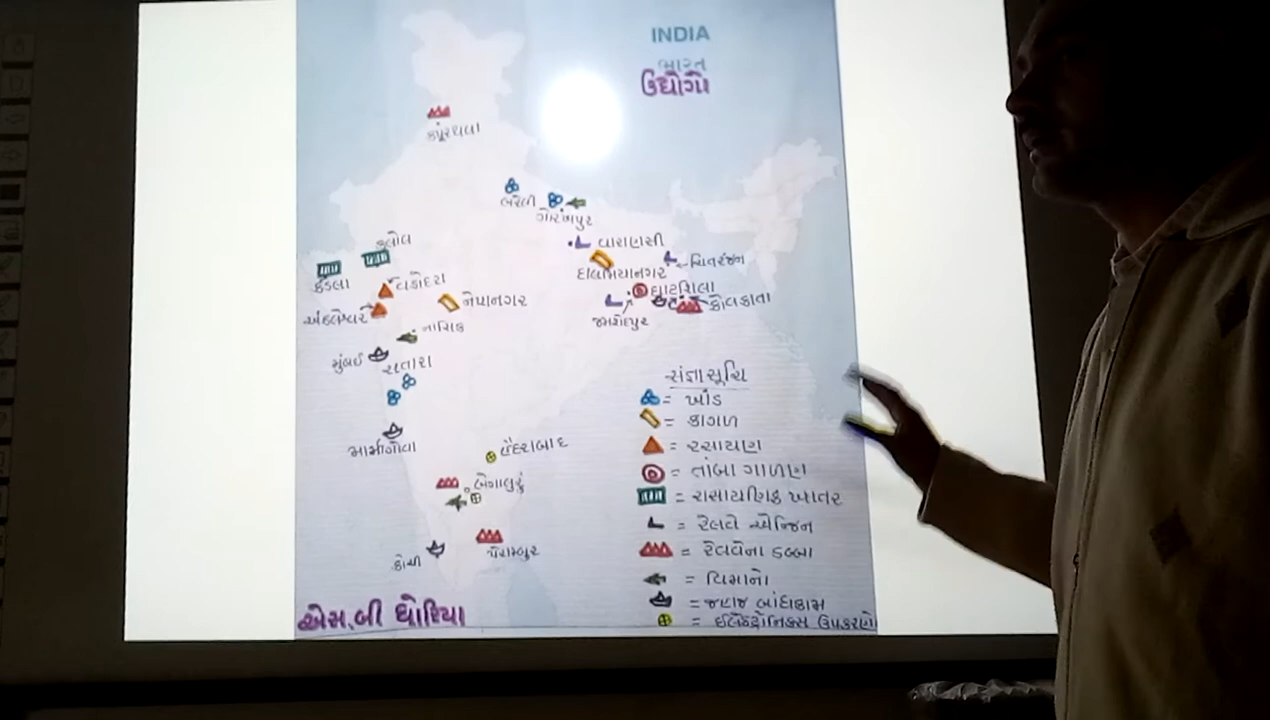 INDIA
ભારત
ઉદ્યોગો
કપૂરથલા
બરેલી
ગોરખપુર
વારાણસી
દાલમિયાનગર
ચિતરંજન
કલોલ
કંડલા
વડોદરા
અંકલેશ્વર
નેપાનગર
ઘાટશિલા
કોલકાતા
જમશેદપુર
નાસિક
મુંબઈ
સતારા
માર્માગોવા
હૈદરાબાદ
બેંગાલુરું
પેરામ્બુર
કોચી
સંજ્ઞાસૂચિ
= ખાંડ
= કાગળ
= રસાયણ
= તાંબા ગાળણ
= રાસાયણિક ખાતર
= રેલવે એન્જિન
= રેલવેના ડબ્બા
= વિમાનો
= જહાજ બાંધકામ
= ઈલેક્ટ્રોનિક્સ ઉપકરણો
એસ.બી ઘોરિયા